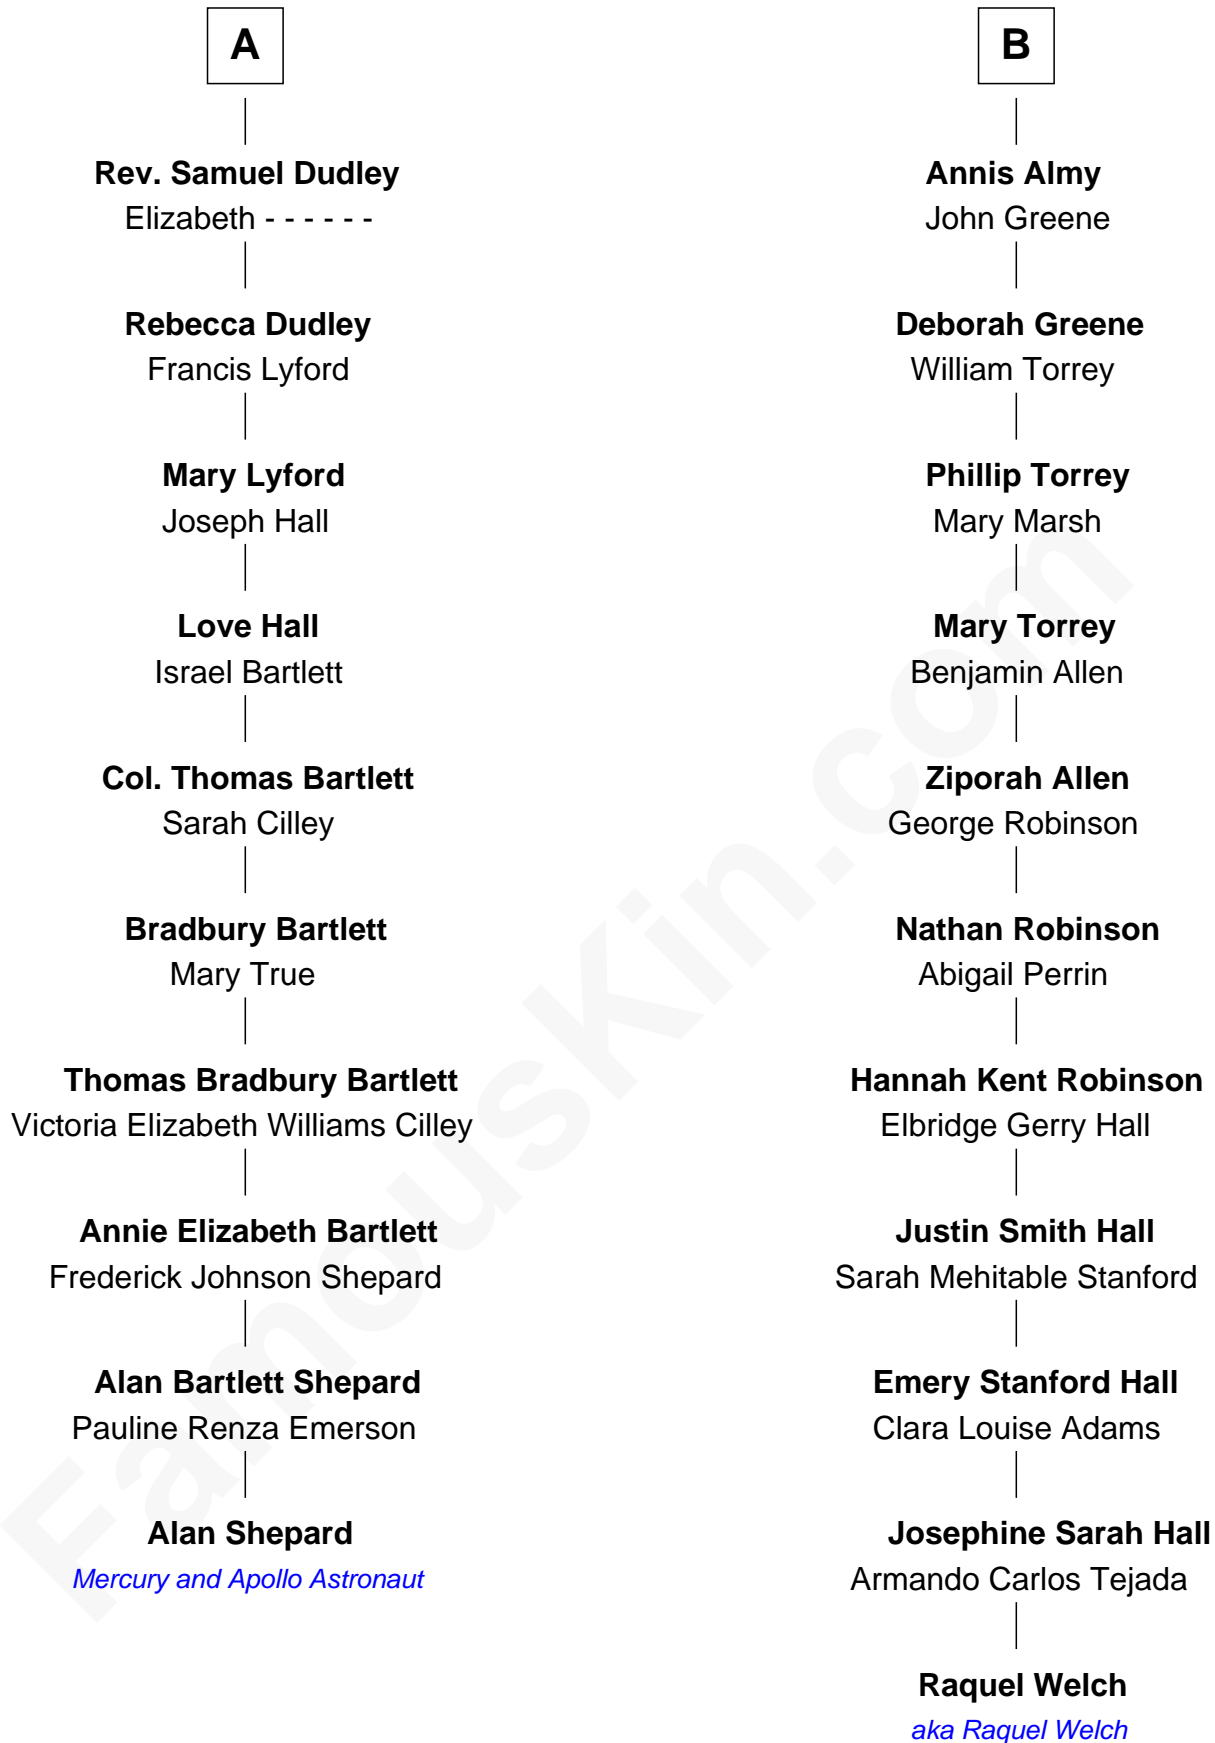 A
Rev. Samuel Dudley
Elizabeth - - - - - -
Rebecca Dudley
Francis Lyford
Mary Lyford
Joseph Hall
Love Hall
Israel Bartlett
Col. Thomas Bartlett
Sarah Cilley
Bradbury Bartlett
Mary True
Thomas Bradbury Bartlett
Victoria Elizabeth Williams Cilley
Annie Elizabeth Bartlett
Frederick Johnson Shepard
Alan Bartlett Shepard
Pauline Renza Emerson
Alan Shepard
Mercury and Apollo Astronaut
B
Annis Almy
John Greene
Deborah Greene
William Torrey
Phillip Torrey
Mary Marsh
Mary Torrey
Benjamin Allen
Ziporah Allen
George Robinson
Nathan Robinson
Abigail Perrin
Hannah Kent Robinson
Elbridge Gerry Hall
Justin Smith Hall
Sarah Mehitable Stanford
Emery Stanford Hall
Clara Louise Adams
Josephine Sarah Hall
Armando Carlos Tejada
Raquel Welch
aka Raquel Welch
FamousKin.com